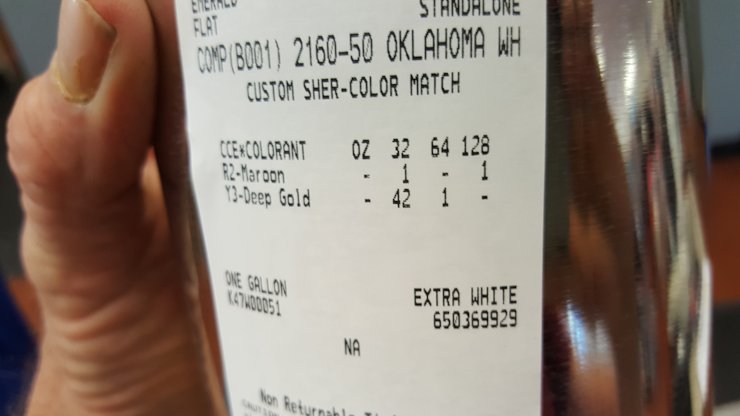 EMERALD STANDALONE
FLAT
COMP(B001) 2160-50 OKLAHOMA WH
CUSTOM SHER-COLOR MATCH
CCE*COLORANT OZ 32 64 128
R2-Maroon - 1 - 1
Y3-Deep Gold - 42 1 -
ONE GALLON EXTRA WHITE
K47W00051 650369929
NA
Non Returnable